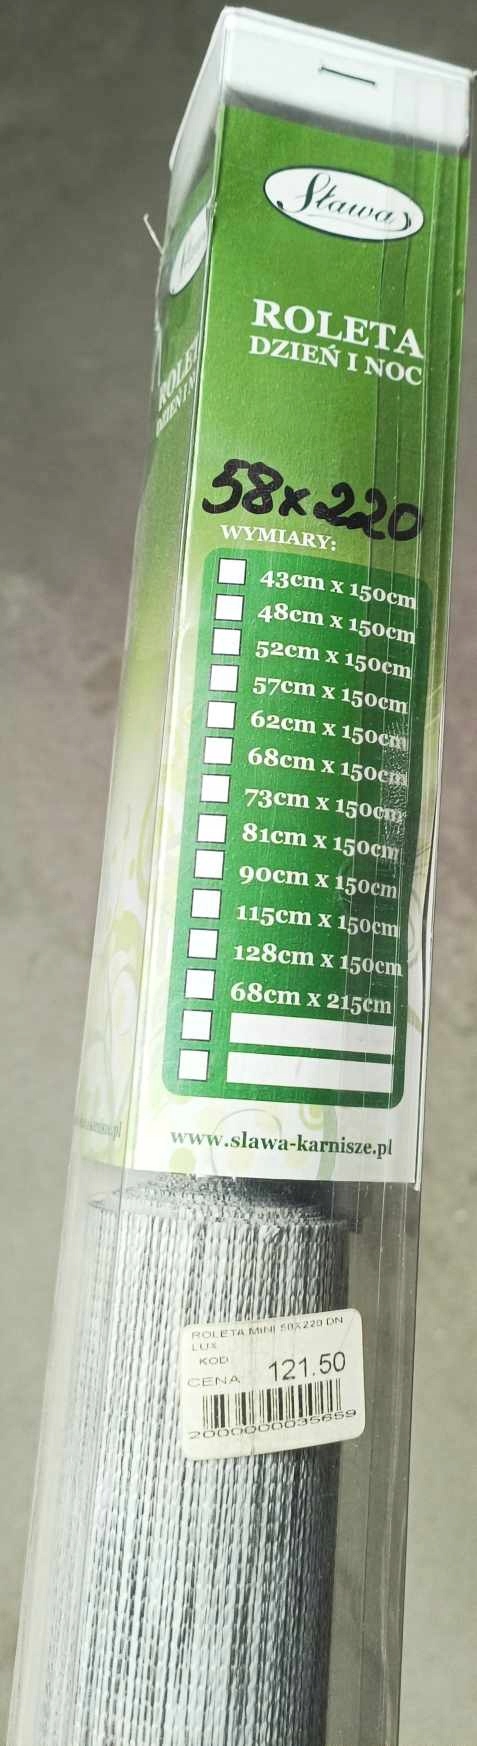 Sława
ROLETA
DZIEŃ I NOC
58x220
WYMIARY:
43cm x 150cm
48cm x 150cm
52cm x 150cm
57cm x 150cm
62cm x 150cm
68cm x 150cm
73cm x 150cm
81cm x 150cm
90cm x 150cm
115cm x 150cm
128cm x 150cm
68cm x 215cm
www.slawa-karnisze.pl
ROLETA MINI 58X220 DN
LUX
KOD
CENA 121.50
2000000035659